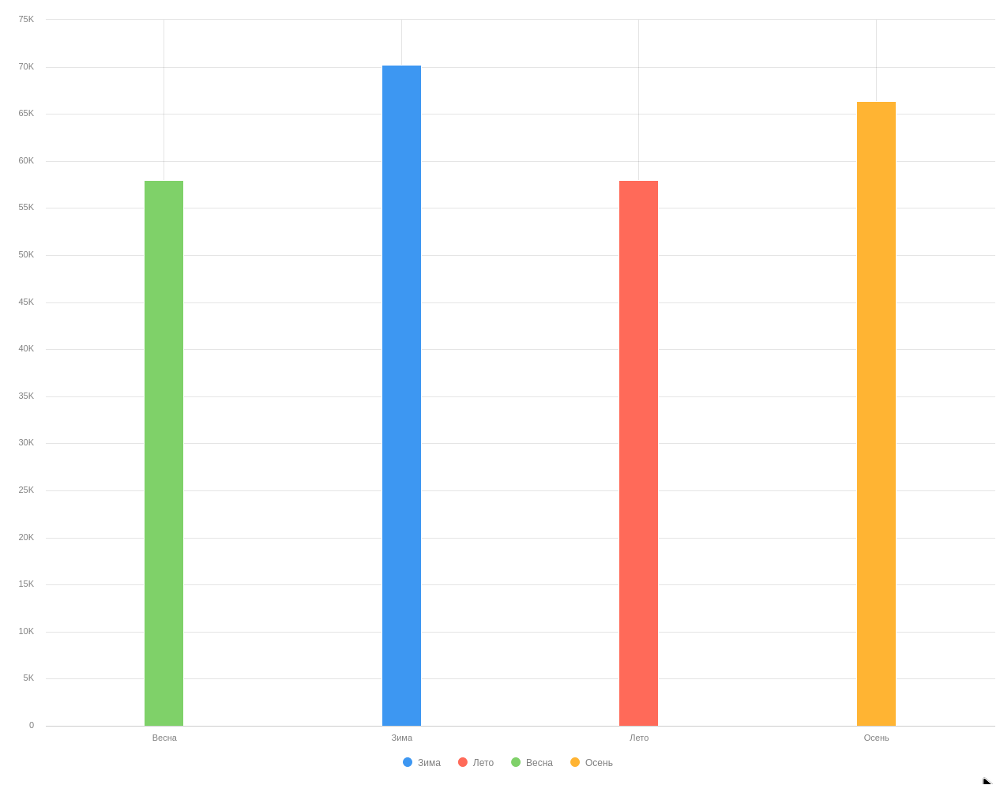 75K
70K
65K
60K
55K
50K
45K
40K
35K
30K
25K
20K
15K
10K
5K
0
Весна Зима Лето Осень
Зима Лето Весна Осень